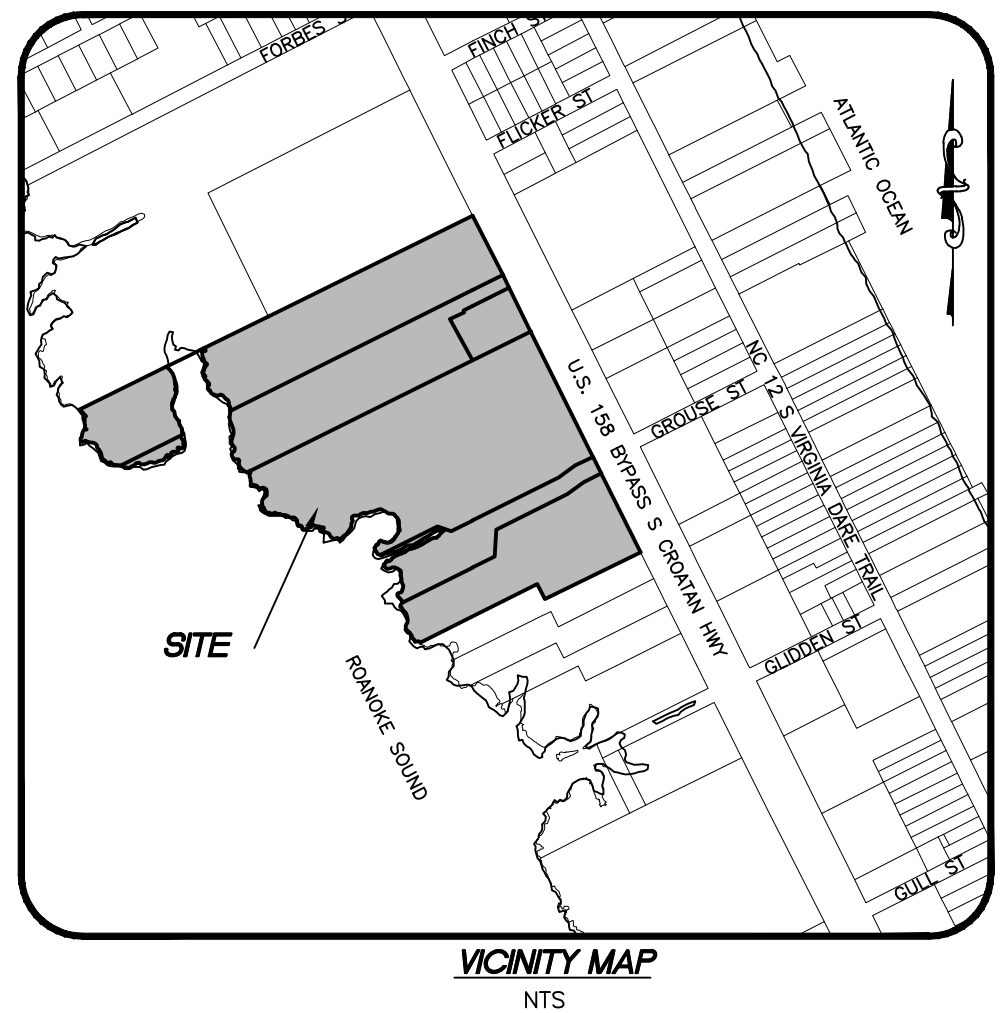 FORBES S
FINCH ST
FLICKER ST
ATLANTIC OCEAN
U.S. 158 BYPASS S CROATAN HWY
NC 12 S VIRGINIA DARE TRAIL
GROUSE ST
GLIDDEN ST
GULL ST
SITE
ROANOKE SOUND
VICINITY MAP
NTS